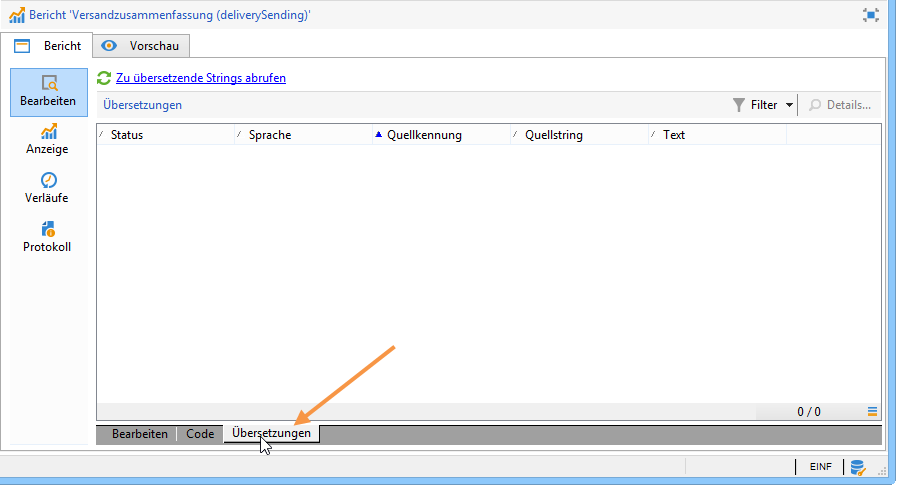 Bericht 'Versandzusammenfassung (deliverySending)'
Bericht Vorschau
Bearbeiten
Anzeige
Verläufe
Protokoll
Zu übersetzende Strings abrufen
Übersetzungen Filter Details...
Status Sprache Quellkennung Quellstring Text
0 / 0
Bearbeiten Code Übersetzungen
EINF